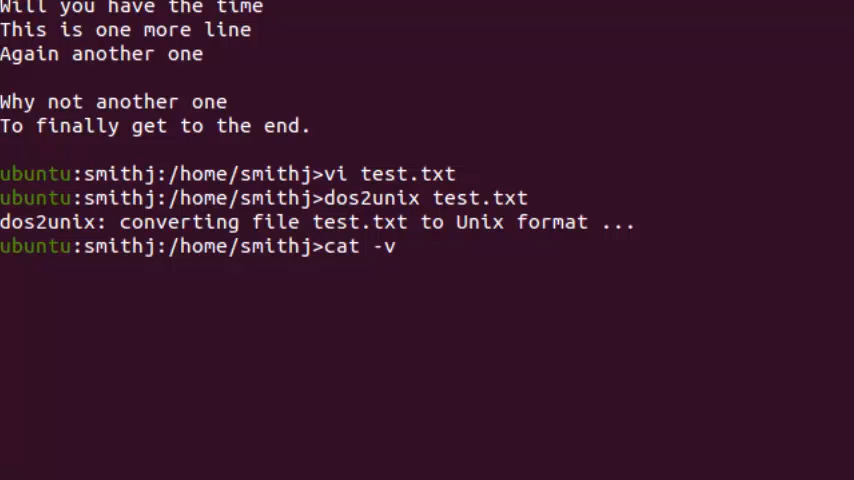 Will you have the time
This is one more line
Again another one
Why not another one
To finally get to the end.
ubuntu:smithj:/home/smithj>vi test.txt
ubuntu:smithj:/home/smithj>dos2unix test.txt
dos2unix: converting file test.txt to Unix format ...
ubuntu:smithj:/home/smithj>cat -v